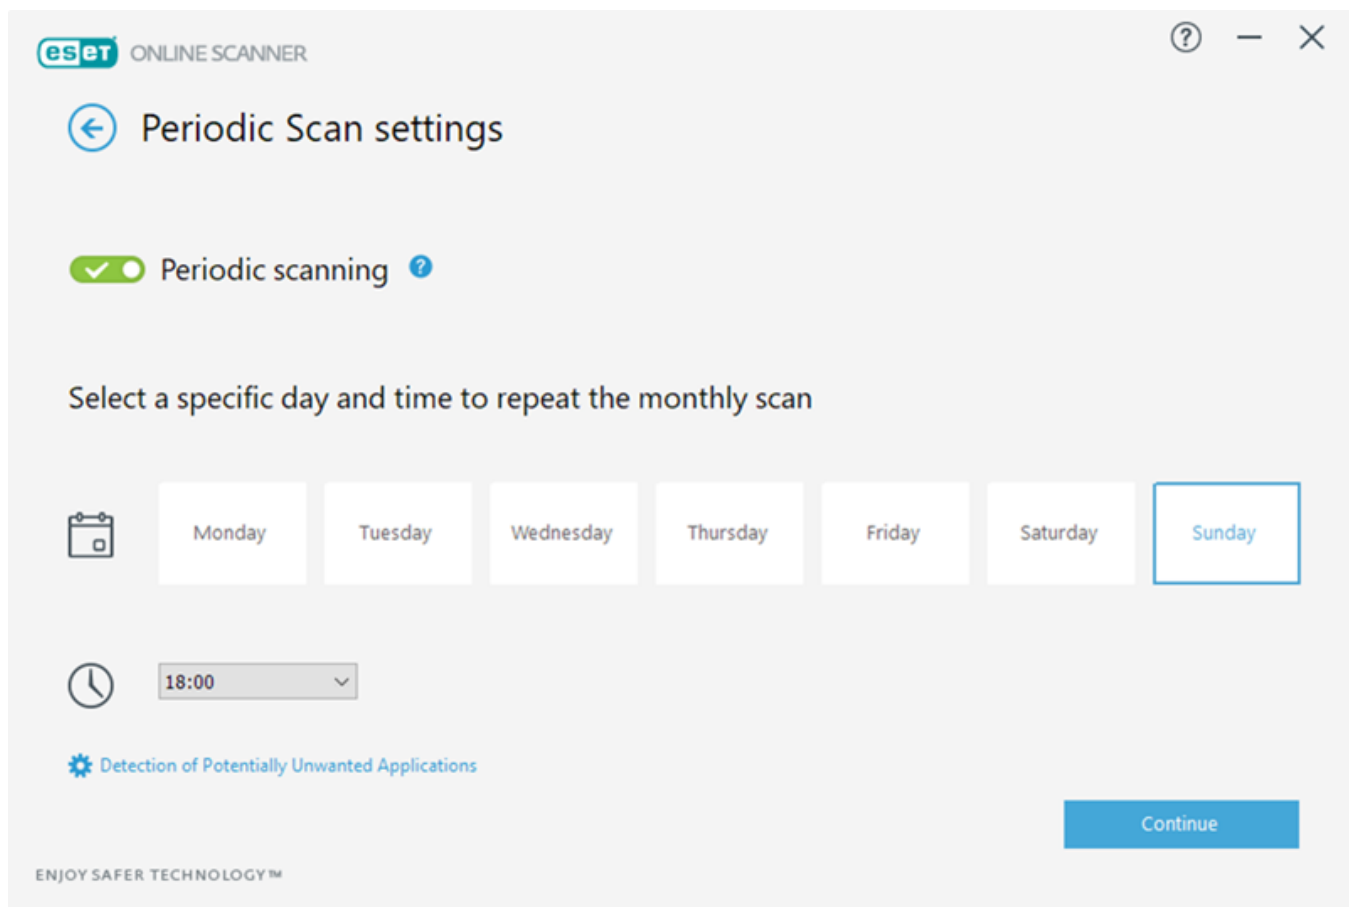 eseT ONLINE SCANNER
Periodic Scan settings
Periodic scanning
Select a specific day and time to repeat the monthly scan
Monday Tuesday Wednesday Thursday Friday Saturday Sunday
18:00
Detection of Potentially Unwanted Applications
Continue
ENJOY SAFER TECHNOLOGY™